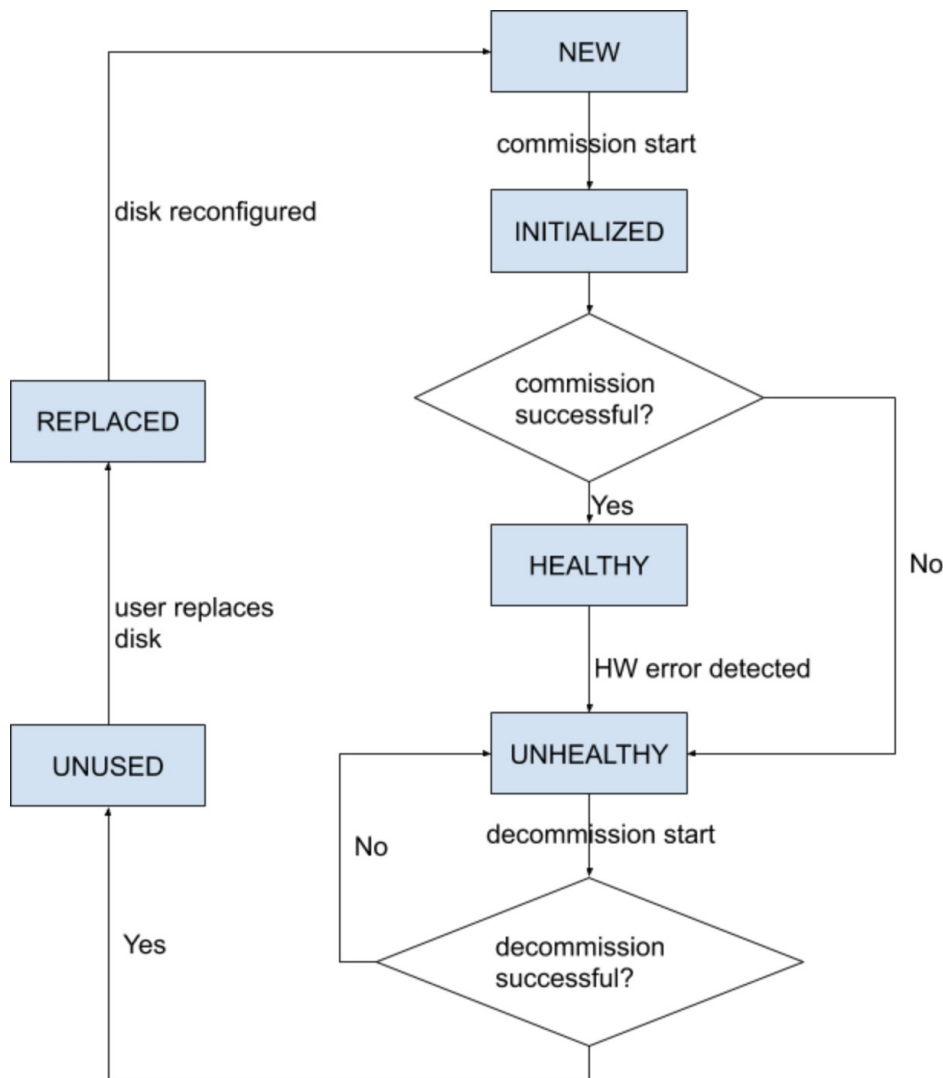 NEW
commission start
disk reconfigured
INITIALIZED
commission
successful?
REPLACED
Yes
HEALTHY
No
user replaces
disk
HW error detected
UNUSED
UNHEALTHY
decommission start
No
Yes
decommission
successful?